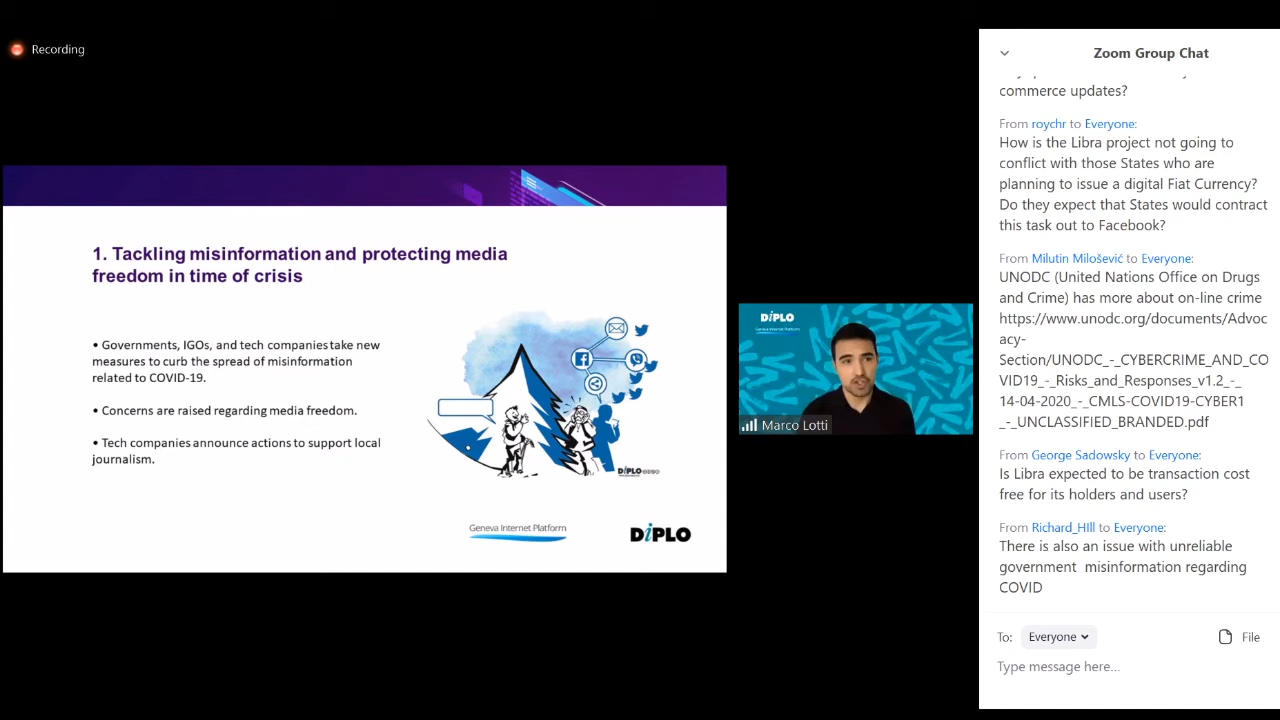 Recording
1. Tackling misinformation and protecting media
freedom in time of crisis
• Governments, IGOs, and tech companies take new
measures to curb the spread of misinformation
related to COVID-19.
• Concerns are raised regarding media freedom.
• Tech companies announce actions to support local
journalism.
DiPLO
Geneva Internet Platform
DiPLO
DiPLO
Geneva Internet Platform
Marco Lotti
Zoom Group Chat
commerce updates?
From roychr to Everyone:
How is the Libra project not going to
conflict with those States who are
planning to issue a digital Fiat Currency?
Do they expect that States would contract
this task out to Facebook?
From Milutin Milošević to Everyone:
UNODC (United Nations Office on Drugs
and Crime) has more about on-line crime
https://www.unodc.org/documents/Advoc
acy-
Section/UNODC_-_CYBERCRIME_AND_CO
VID19_-_Risks_and_Responses_v1.2_-_
14-04-2020_-_CMLS-COVID19-CYBER1
_-_UNCLASSIFIED_BRANDED.pdf
From George Sadowsky to Everyone:
Is Libra expected to be transaction cost
free for its holders and users?
From Richard_HIll to Everyone:
There is also an issue with unreliable
government  misinformation regarding
COVID
To: Everyone File
Type message here...